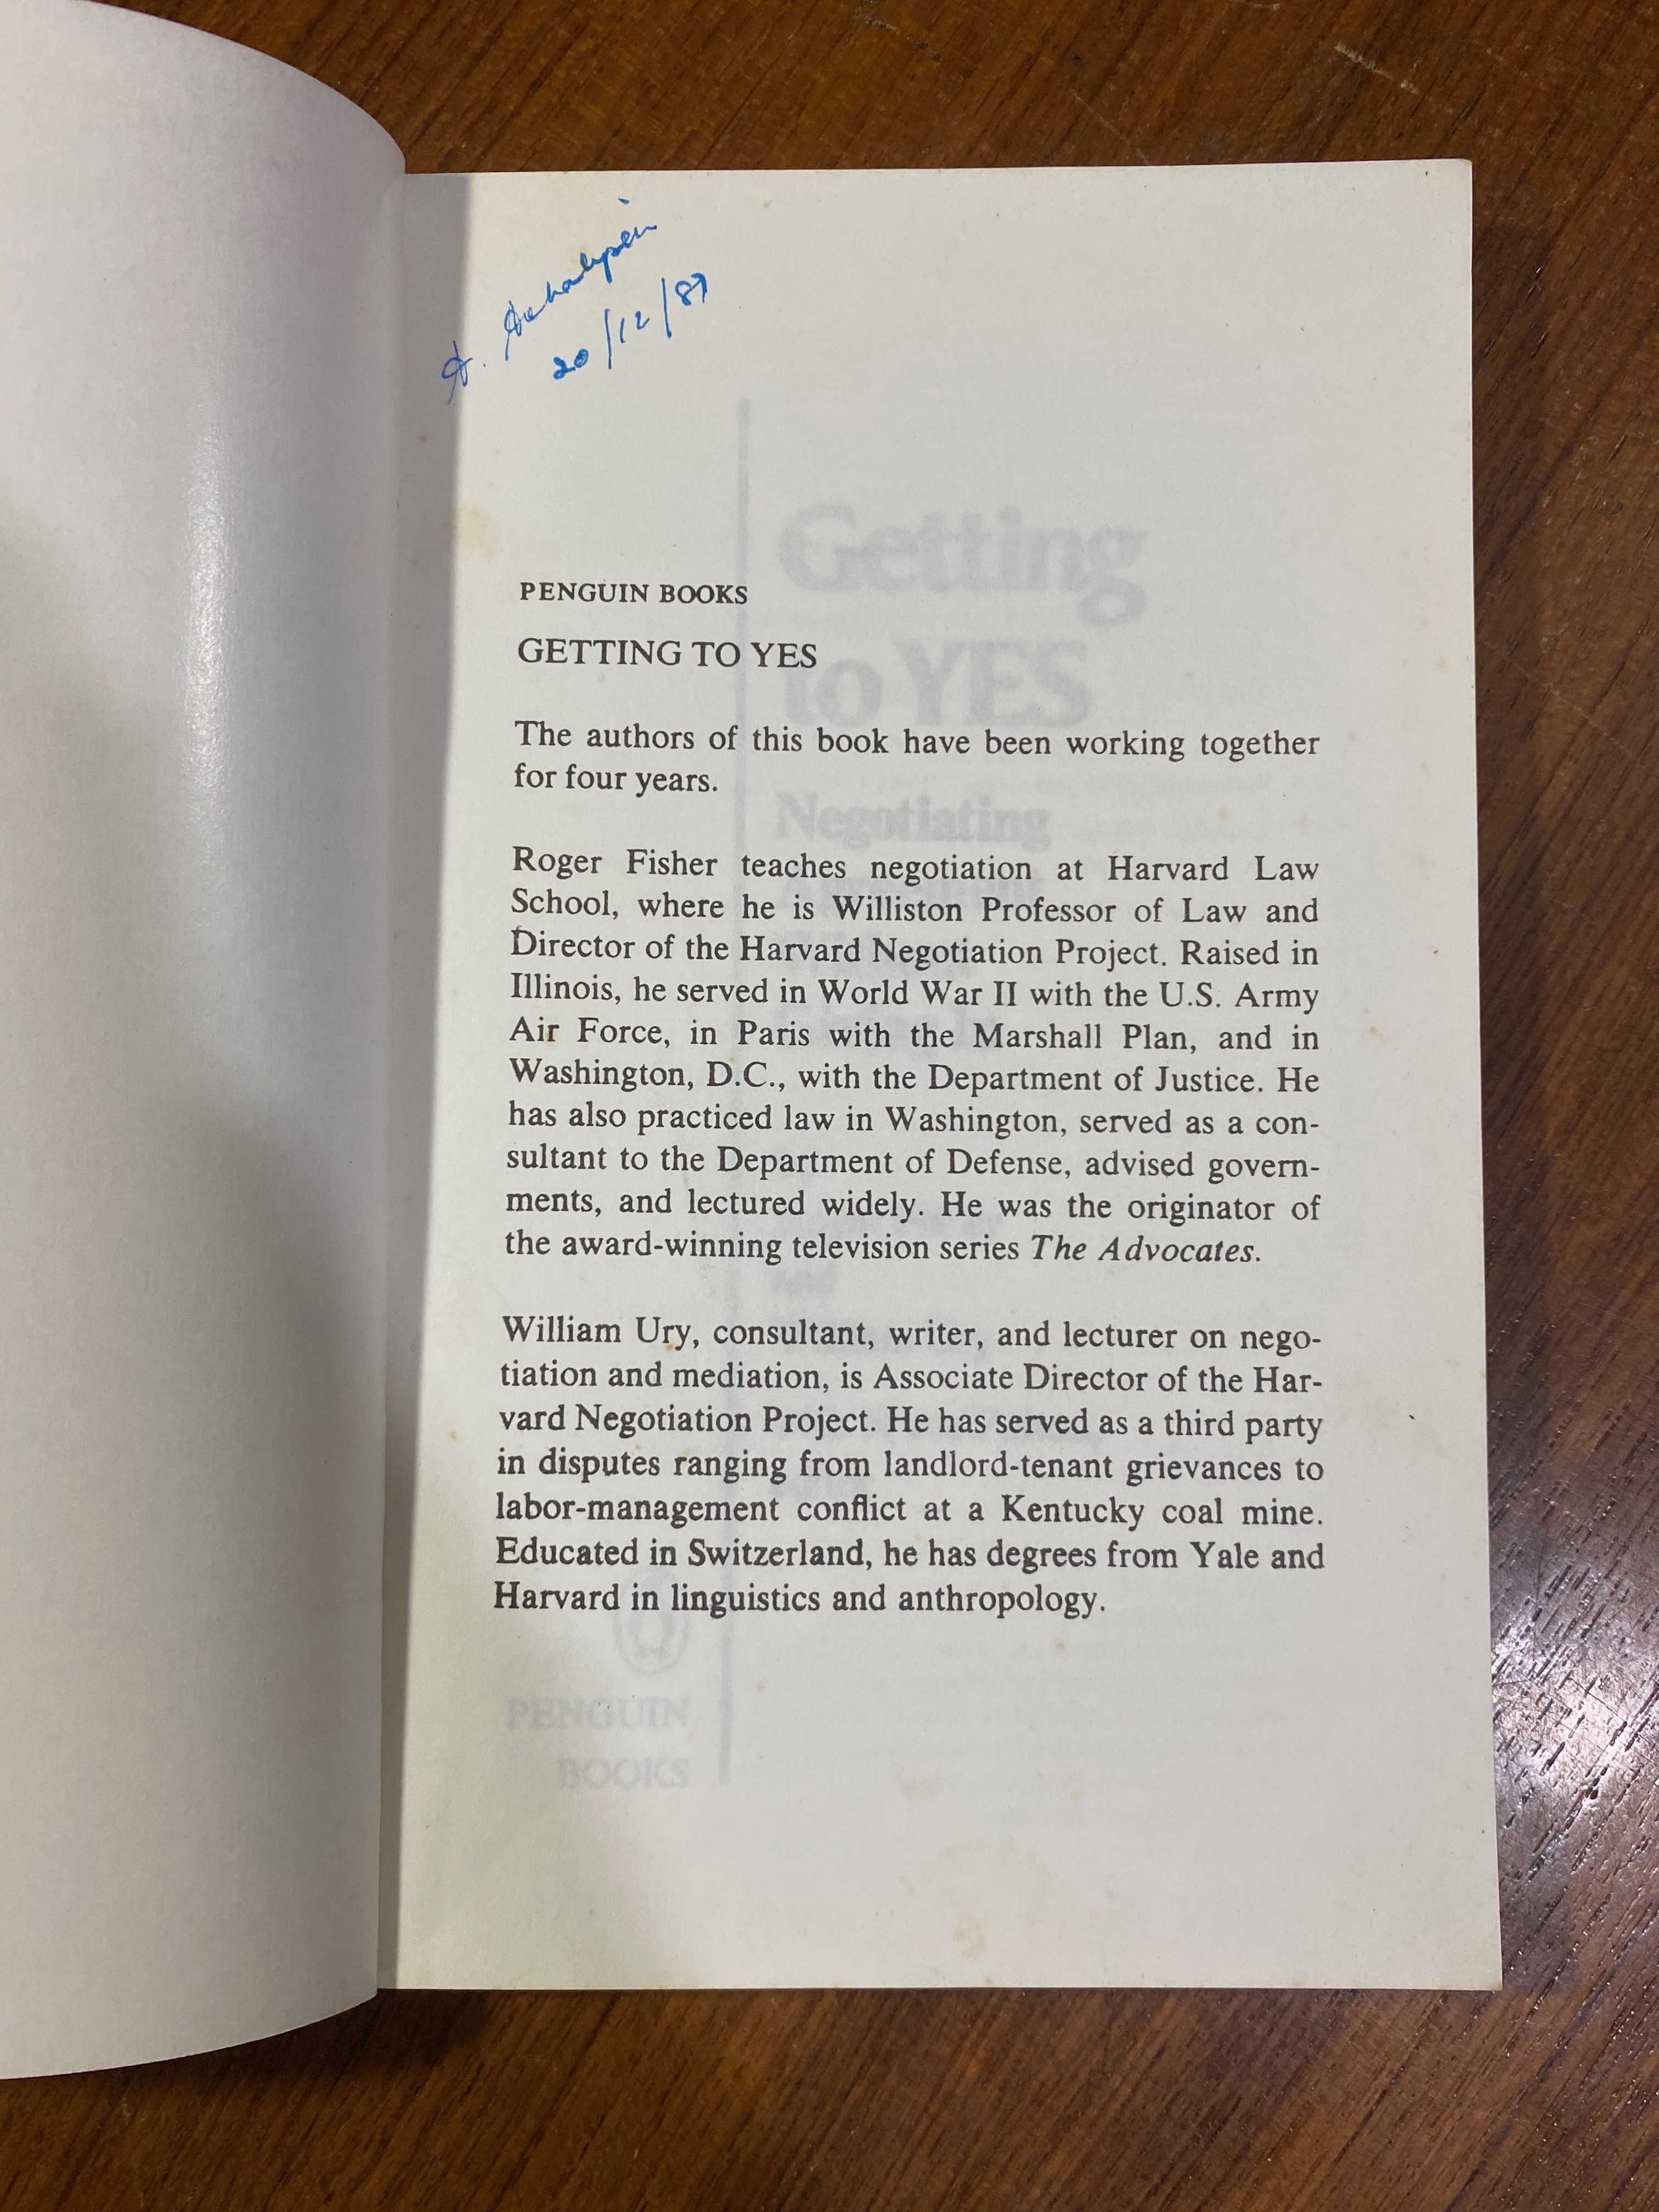 20/12/87
PENGUIN BOOKS
GETTING TO YES
The authors of this book have been working together
for four years.
Roger Fisher teaches negotiation at Harvard Law
School, where he is Williston Professor of Law and
Director of the Harvard Negotiation Project. Raised in
Illinois, he served in World War II with the U.S. Army
Air Force, in Paris with the Marshall Plan, and in
Washington, D.C., with the Department of Justice. He
has also practiced law in Washington, served as a con-
sultant to the Department of Defense, advised govern-
ments, and lectured widely. He was the originator of
the award-winning television series The Advocates.
William Ury, consultant, writer, and lecturer on nego-
tiation and mediation, is Associate Director of the Har-
vard Negotiation Project. He has served as a third party
in disputes ranging from landlord-tenant grievances to
labor-management conflict at a Kentucky coal mine.
Educated in Switzerland, he has degrees from Yale and
Harvard in linguistics and anthropology.
Getting
to YES
Negotiating
PENGUIN
BOOKS